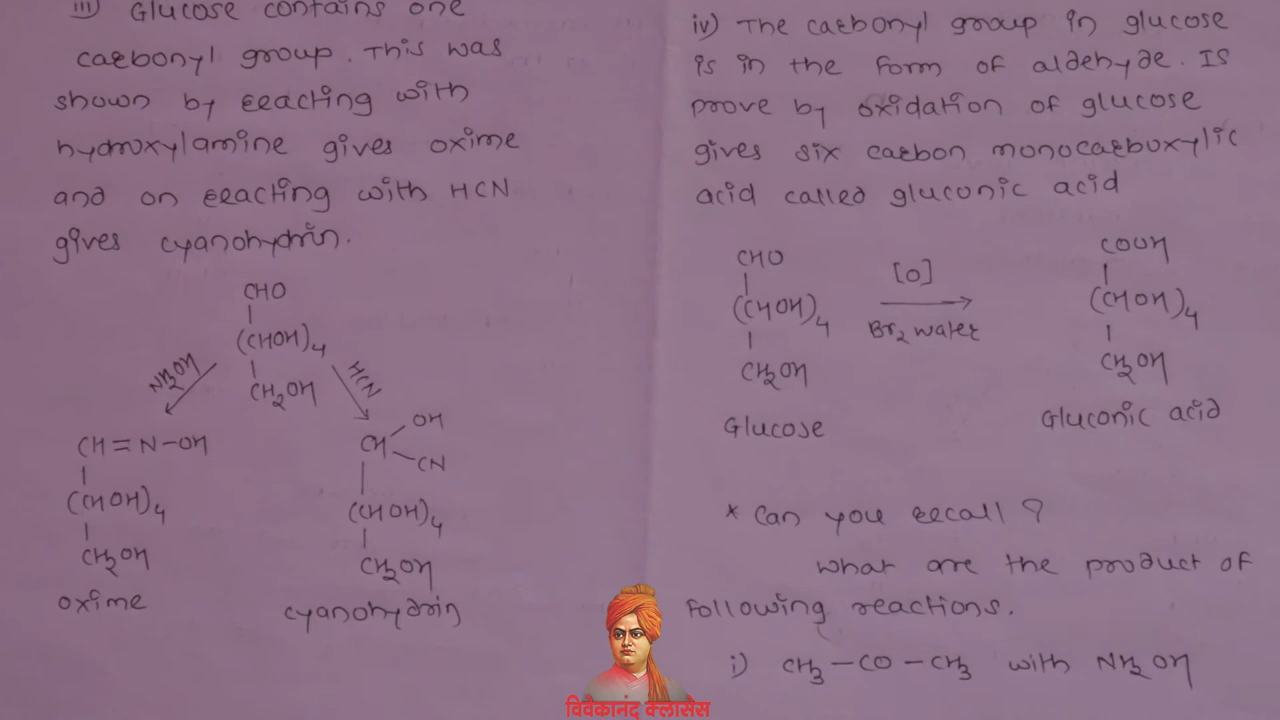 iii) Glucose contains one
carbonyl group. This was
shown by reacting with
hydroxylamine gives oxime
and on reacting with HCN
gives cyanohydrin.
CHO
(CHOH)4
CH2OH
NH2OH
HCN
CH=N-OH
(CHOH)4
CH2OH
oxime
OH
CH
CN
(CHOH)4
CH2OH
cyanohydrin
iv) The carbonyl group in glucose
is in the form of aldehyde. Is
prove by oxidation of glucose
gives six carbon monocarboxylic
acid called gluconic acid
CHO
(CHOH)4
CH2OH
Glucose
[O]
Br2 water
COOH
(CHOH)4
CH2OH
Gluconic acid
* Can you recall ?
what are the product of
following reactions.
i) CH3-CO-CH3 with NH2OH
विवेकानंद क्लासेस